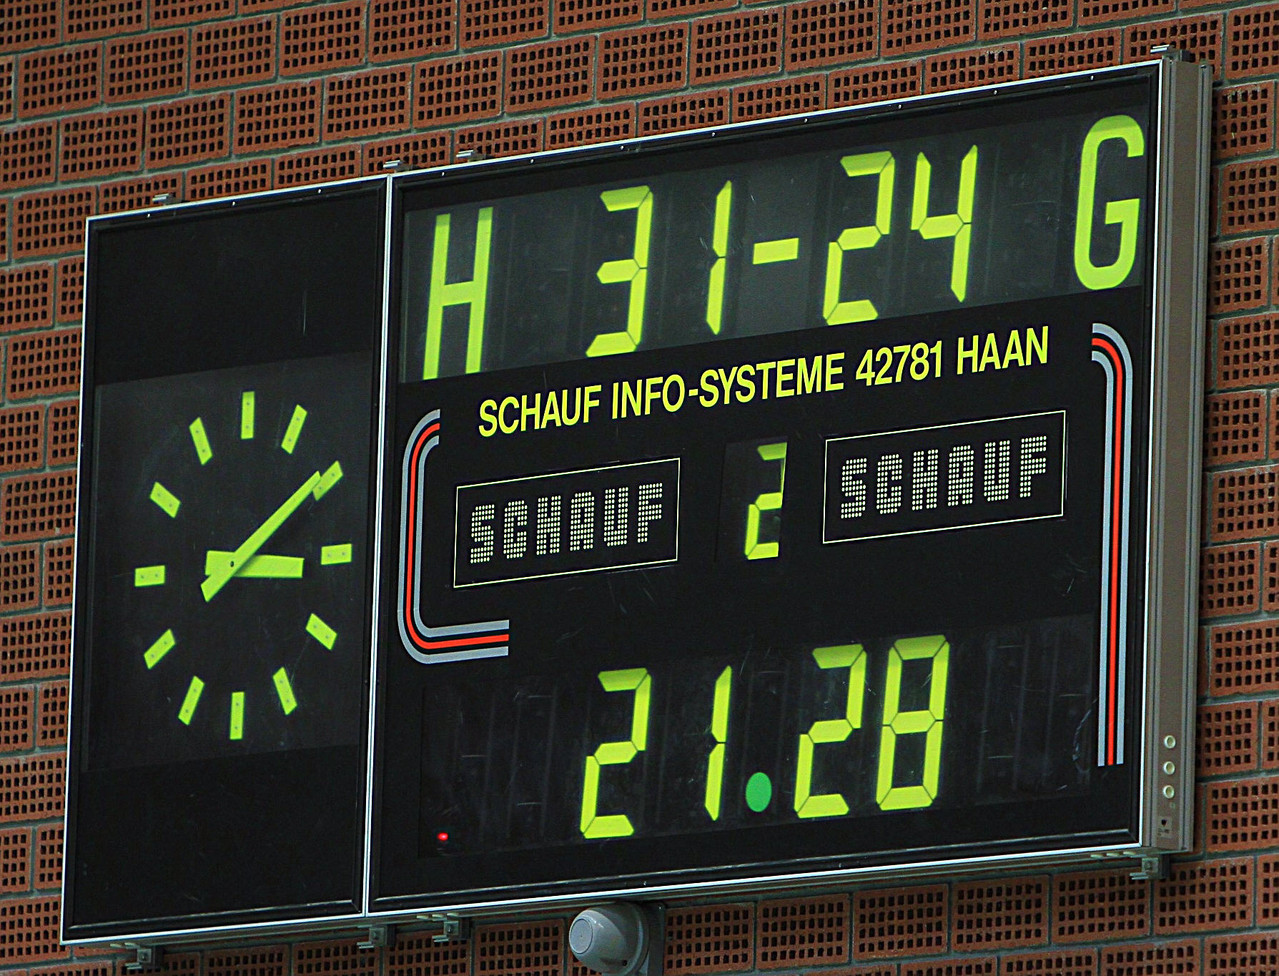 H 31-24 G
SCHAUF INFO-SYSTEME 42781 HAAN
SCHAUF 2 SCHAUF
21.28